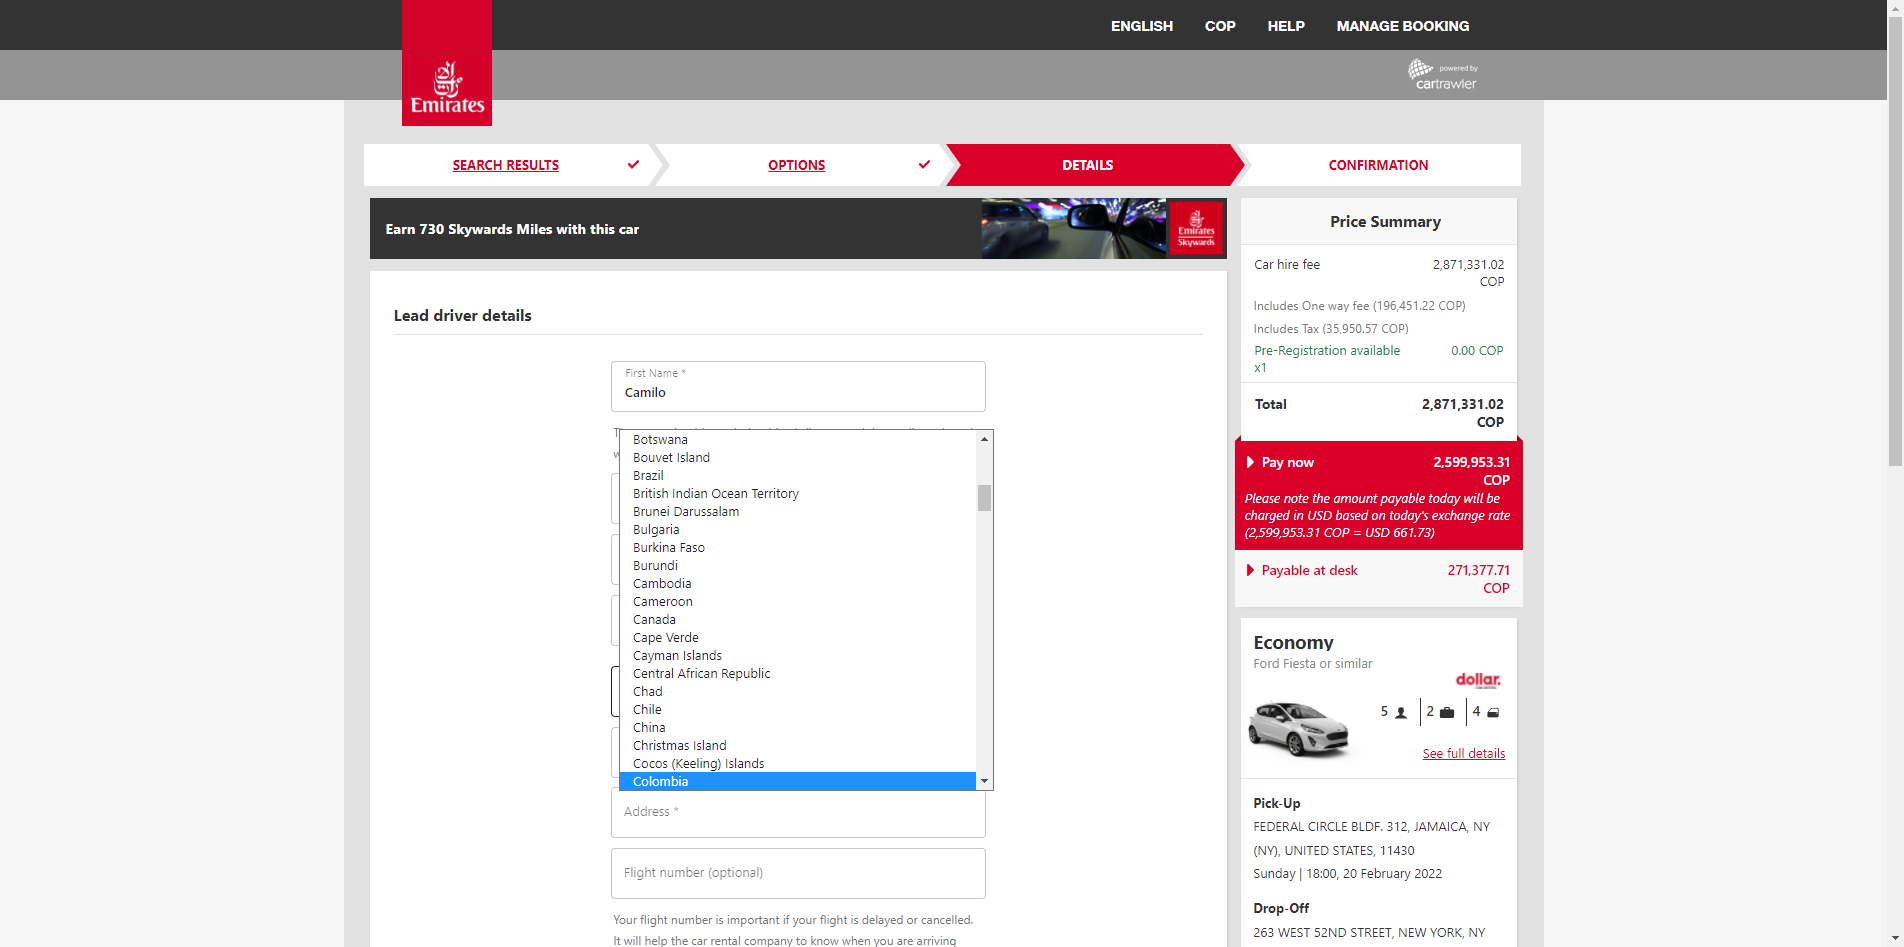 ENGLISH COP HELP MANAGE BOOKING
powered by
cartrawler
Emirates
SEARCH RESULTS OPTIONS DETAILS CONFIRMATION
Earn 730 Skywards Miles with this car
Emirates
Skywards
Lead driver details
First Name *
Camilo
Botswana
Bouvet Island
Brazil
British Indian Ocean Territory
Brunei Darussalam
Bulgaria
Burkina Faso
Burundi
Cambodia
Cameroon
Canada
Cape Verde
Cayman Islands
Central African Republic
Chad
Chile
China
Christmas Island
Cocos (Keeling) Islands
Colombia
Address *
Flight number (optional)
Your flight number is important if your flight is delayed or cancelled.
It will help the car rental company to know when you are arriving
Price Summary
Car hire fee 2,871,331.02
COP
Includes One way fee (196,451.22 COP)
Includes Tax (35,950.57 COP)
Pre-Registration available 0.00 COP
x1
Total 2,871,331.02
COP
Pay now 2,599,953.31
COP
Please note the amount payable today will be
charged in USD based on today's exchange rate
(2,599,953.31 COP = USD 661.73)
Payable at desk 271,377.71
COP
Economy
Ford Fiesta or similar
dollar.
5 2 4
See full details
Pick-Up
FEDERAL CIRCLE BLDF. 312, JAMAICA, NY
(NY), UNITED STATES, 11430
Sunday | 18:00, 20 February 2022
Drop-Off
263 WEST 52ND STREET, NEW YORK, NY